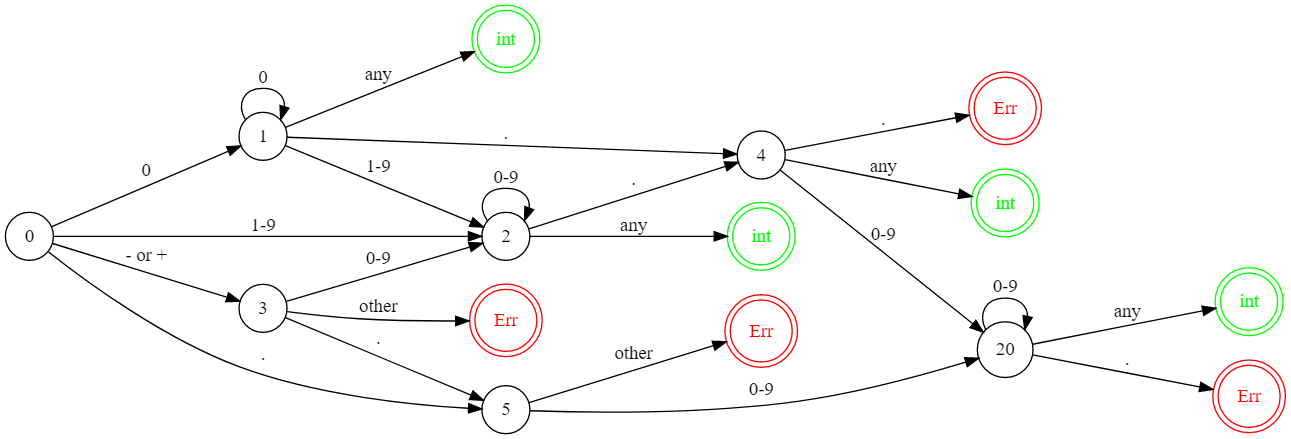 int
0
any
Err
.
1
.
4
0
1-9
any
int
0-9
.
0
1-9
2
any
int
0-9
- or +
0-9
int
0-9
any
3
other
Err
Err
.
20
.
other
.
5
0-9
Err